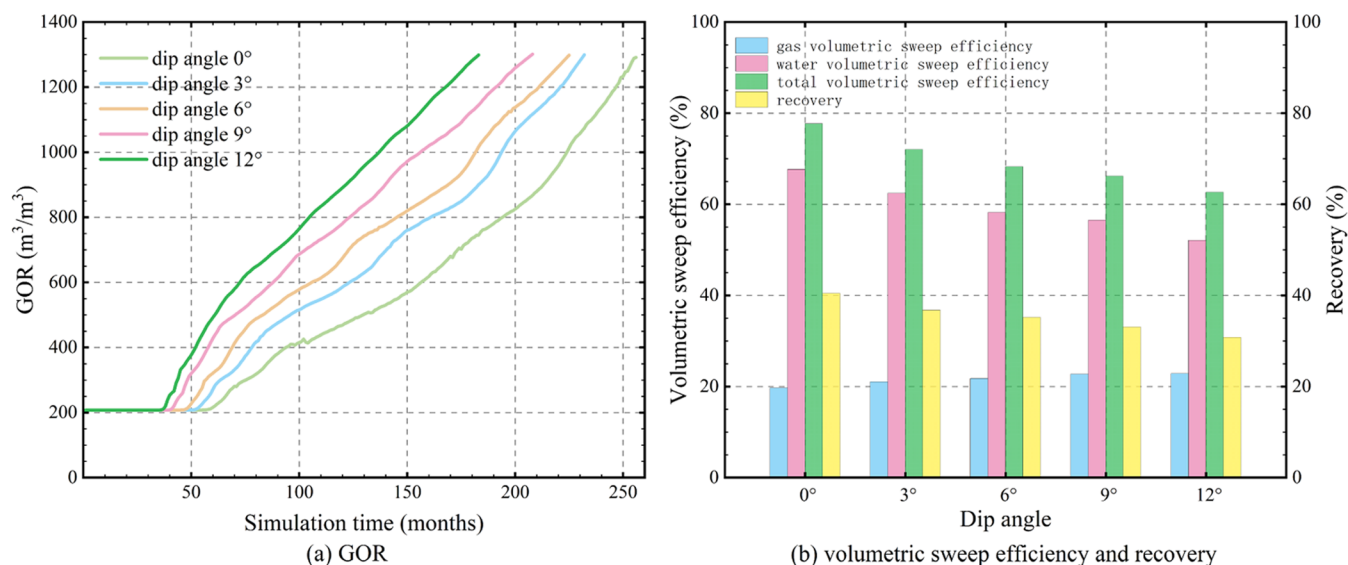 1400
1200
1000
800
600
400
200
0
GOR (m³/m³)
dip angle 0°
dip angle 3°
dip angle 6°
dip angle 9°
dip angle 12°
50
100
150
200
250
Simulation time (months)
(a) GOR
100
80
60
40
20
0
Volumetric sweep efficiency (%)
gas volumetric sweep efficiency
water volumetric sweep efficiency
total volumetric sweep efficiency
recovery
100
80
60
40
20
0
Recovery (%)
0°
3°
6°
9°
12°
Dip angle
(b) volumetric sweep efficiency and recovery